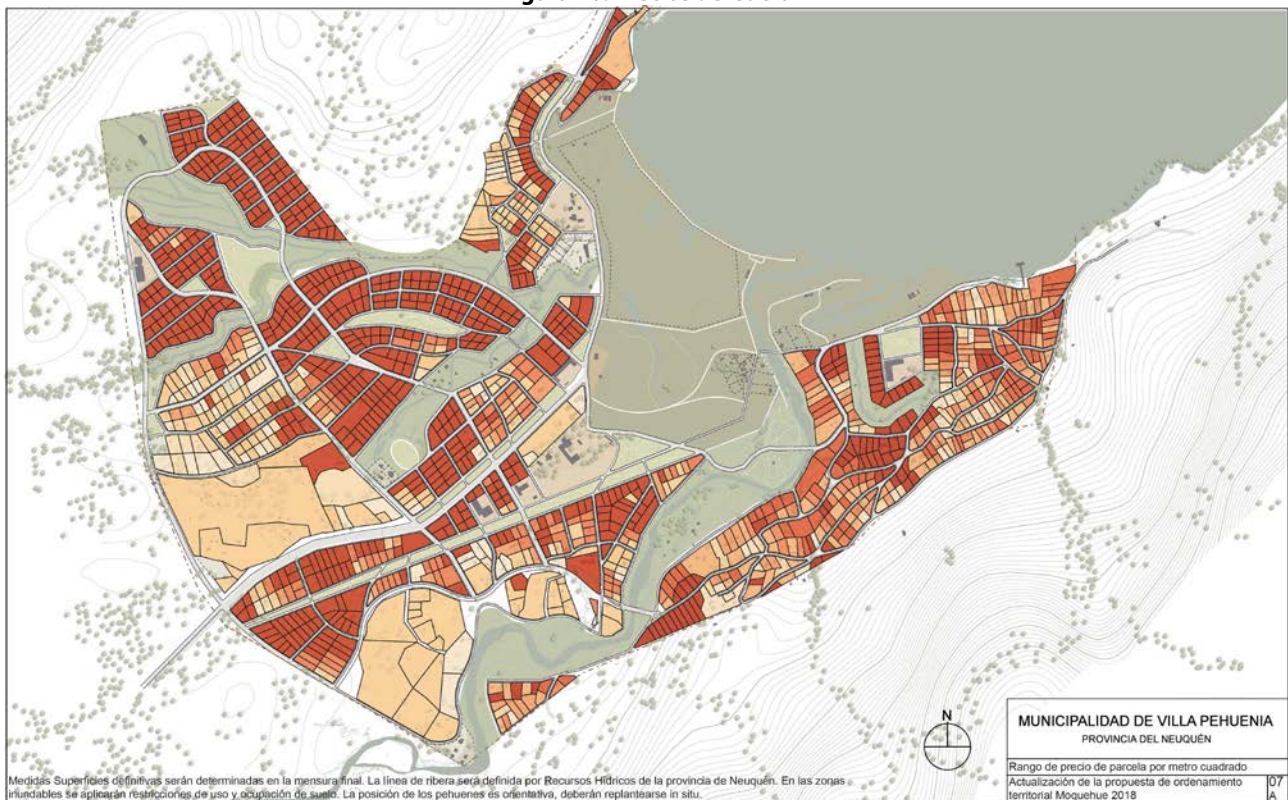 N
MUNICIPALIDAD DE VILLA PEHUENIA
PROVINCIA DEL NEUQUÉN
Rango de precio de parcela por metro cuadrado
Actualización de la propuesta de ordenamiento
territorial Moquehue 2018
07
A
Medidas Superficies definitivas serán determinadas en la mensura final. La línea de ribera será definida por Recursos Hídricos de la provincia de Neuquén. En las zonas
inundables se aplicarán restricciones de uso y ocupación de suelo. La posición de los pehuenes es orientativa, deberán replantearse in situ.